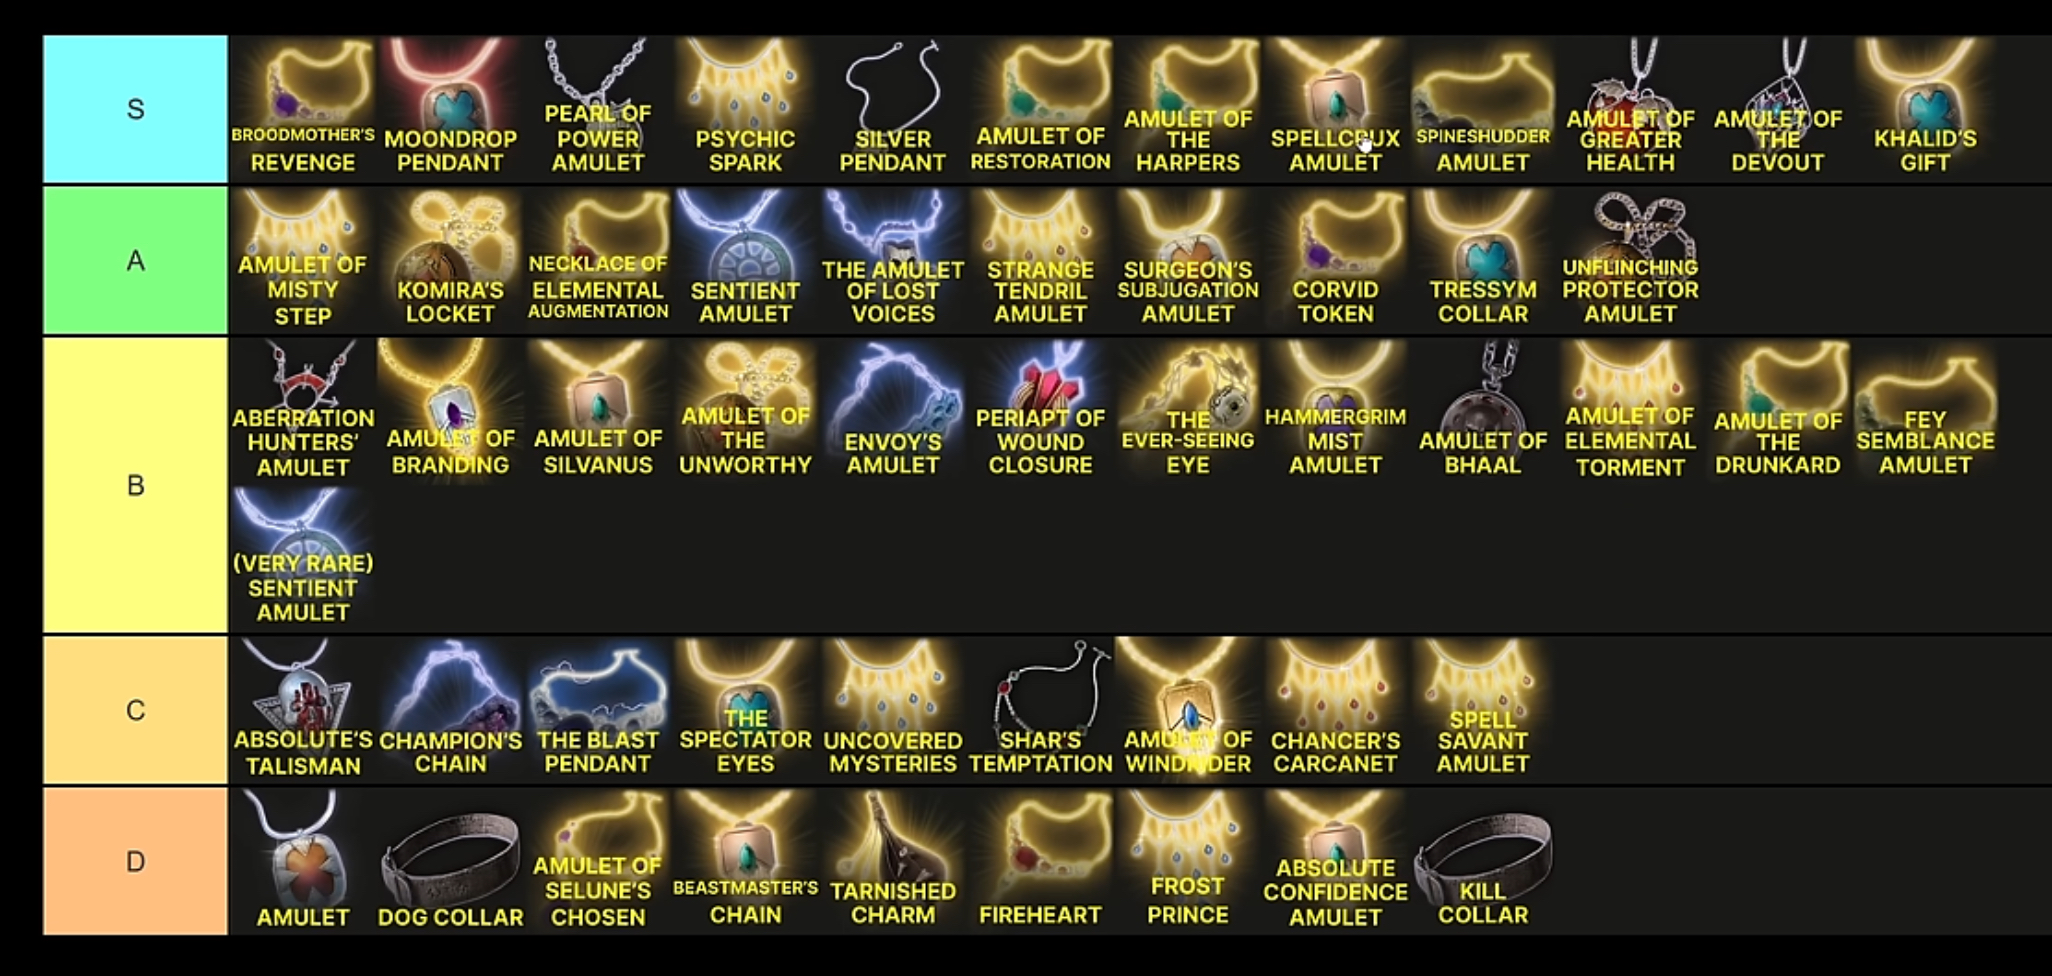 S
BROODMOTHER'S
REVENGE
MOONDROP
PENDANT
PEARL OF
POWER
AMULET
PSYCHIC
SPARK
SILVER
PENDANT
AMULET OF
RESTORATION
AMULET OF
THE
HARPERS
SPELLCRUX
AMULET
SPINESHUDDER
AMULET
AMULET OF
GREATER
HEALTH
AMULET OF
THE
DEVOUT
KHALID'S
GIFT
A
AMULET OF
MISTY
STEP
KOMIRA'S
LOCKET
NECKLACE OF
ELEMENTAL
AUGMENTATION
SENTIENT
AMULET
THE AMULET
OF LOST
VOICES
STRANGE
TENDRIL
AMULET
SURGEON'S
SUBJUGATION
AMULET
CORVID
TOKEN
TRESSYM
COLLAR
UNFLINCHING
PROTECTOR
AMULET
B
ABERRATION
HUNTERS'
AMULET
AMULET OF
BRANDING
AMULET OF
SILVANUS
AMULET OF
THE
UNWORTHY
ENVOY'S
AMULET
PERIAPT OF
WOUND
CLOSURE
THE
EVER-SEEING
EYE
HAMMERGRIM
MIST
AMULET
AMULET OF
BHAAL
AMULET OF
ELEMENTAL
TORMENT
AMULET OF
THE
DRUNKARD
FEY
SEMBLANCE
AMULET
(VERY RARE)
SENTIENT
AMULET
C
ABSOLUTE'S
TALISMAN
CHAMPION'S
CHAIN
THE BLAST
PENDANT
THE
SPECTATOR
EYES
UNCOVERED
MYSTERIES
SHAR'S
TEMPTATION
AMULET OF
WINDRIDER
CHANCER'S
CARCANET
SPELL
SAVANT
AMULET
D
AMULET
DOG COLLAR
AMULET OF
SELUNE'S
CHOSEN
BEASTMASTER'S
CHAIN
TARNISHED
CHARM
FIREHEART
FROST
PRINCE
ABSOLUTE
CONFIDENCE
AMULET
KILL
COLLAR